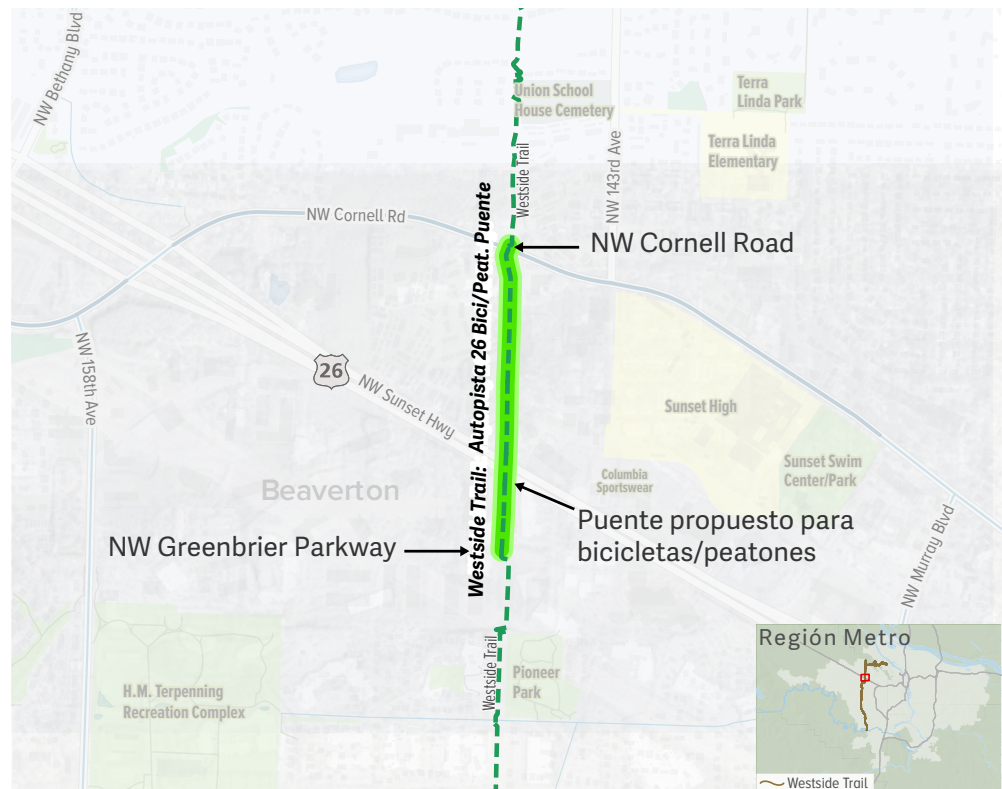 NW Bethany Blvd
Union School
House Cemetery
Terra
Linda Park
Terra Linda
Elementary
NW 143rd Ave
Westside Trail
NW Cornell Rd
NW Cornell Road
Westside Trail: Autopista 26 Bici/Peat. Puente
NW 158th Ave
26
NW Sunset Hwy
Sunset High
Sunset Swim
Center/Park
Columbia
Sportswear
Beaverton
Puente propuesto para
bicicletas/peatones
NW Greenbrier Parkway
NW Murray Blvd
Westside Trail
Pioneer
Park
H.M. Terpenning
Recreation Complex
Región Metro
Westside Trail